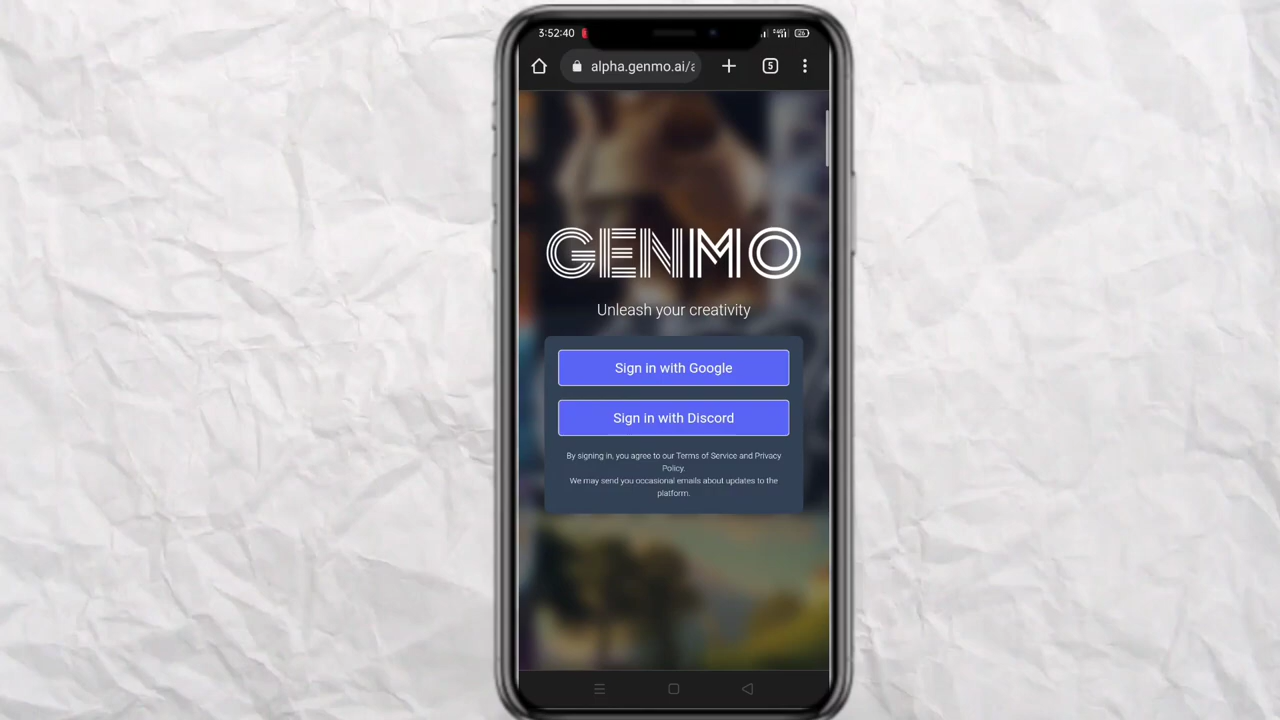 3:52:40
alpha.genmo.ai/a
5
GENMO
Unleash your creativity
Sign in with Google
Sign in with Discord
By signing in, you agree to our Terms of Service and Privacy
Policy.
We may send you occasional emails about updates to the
platform.